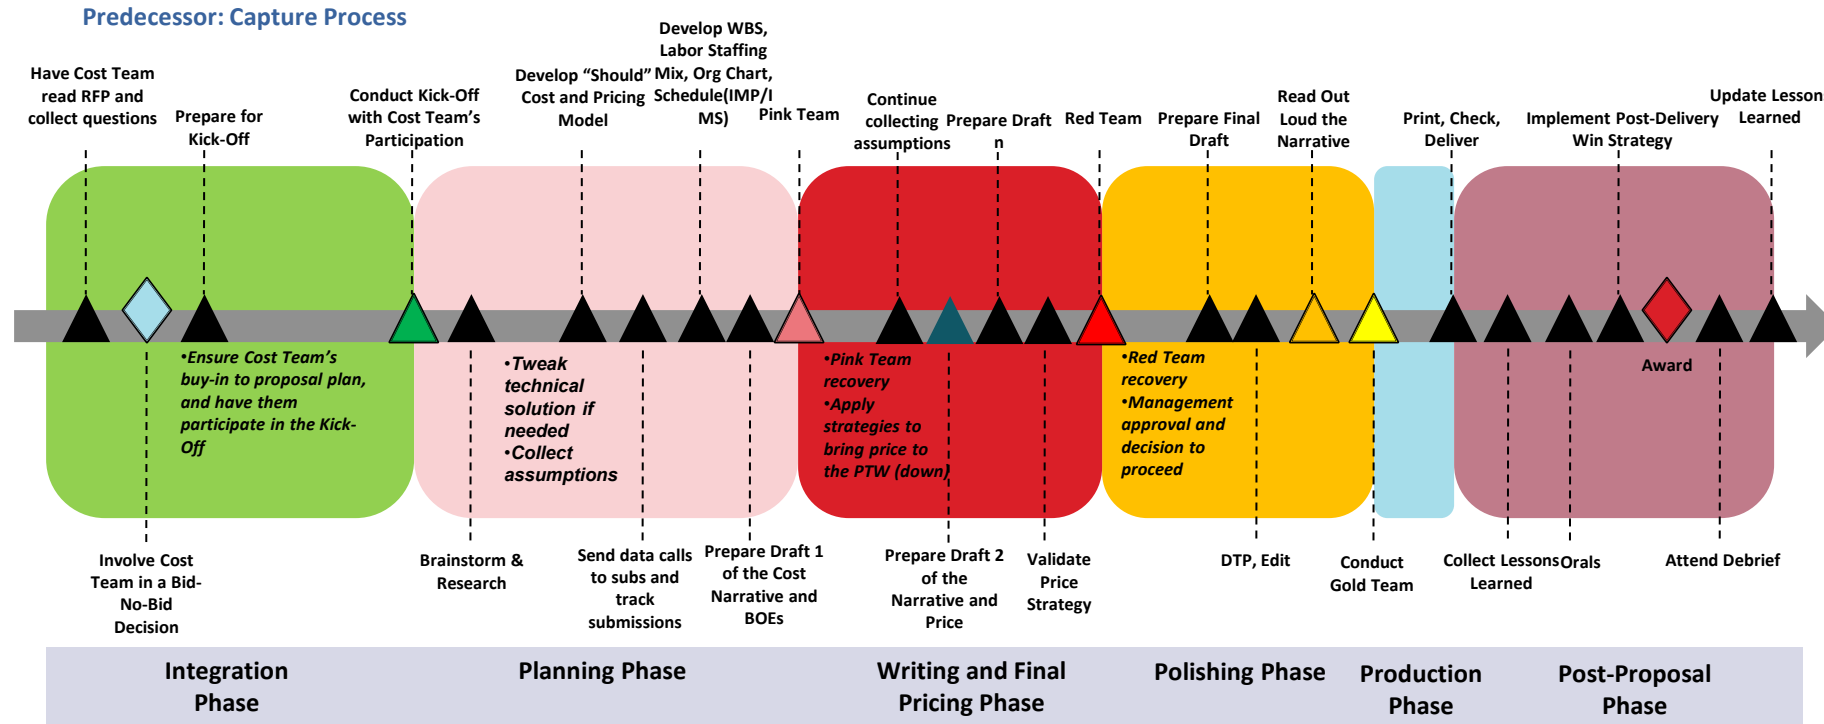 Predecessor: Capture Process
Have Cost Team
read RFP and
collect questions
Prepare for
Kick-Off
Conduct Kick-Off
with Cost Team's
Participation
Develop "Should"
Cost and Pricing
Model
Develop WBS,
Labor Staffing
Mix, Org Chart,
Schedule(IMP/I
MS)
Pink Team
Continue
collecting
assumptions
Prepare Draft
n
Red Team
Prepare Final
Draft
Read Out
Loud the
Narrative
Print, Check,
Deliver
Implement Post-Delivery
Win Strategy
Update Lesson
Learned
•Ensure Cost Team's
buy-in to proposal plan,
and have them
participate in the Kick-
Off
•Tweak
technical
solution if
needed
•Collect
assumptions
•Pink Team
recovery
•Apply
strategies to
bring price to
the PTW (down)
•Red Team
recovery
•Management
approval and
decision to
proceed
Award
Involve Cost
Team in a Bid-
No-Bid
Decision
Brainstorm &
Research
Send data calls
to subs and
track
submissions
Prepare Draft 1
of the Cost
Narrative and
BOEs
Prepare Draft 2
of the
Narrative and
Price
Validate
Price
Strategy
DTP, Edit
Conduct
Gold Team
Collect Lessons
Learned
Orals
Attend Debrief
Integration
Phase
Planning Phase
Writing and Final
Pricing Phase
Polishing Phase
Production
Phase
Post-Proposal
Phase